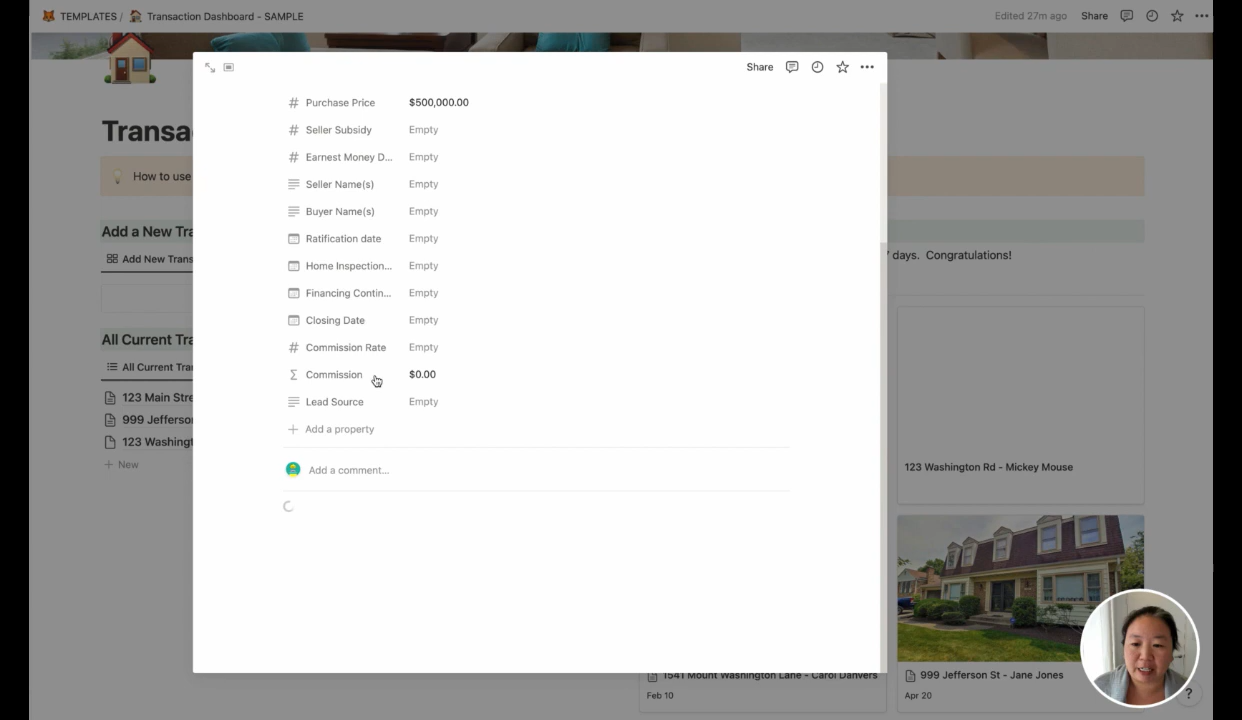 TEMPLATES / Transaction Dashboard - SAMPLE
Edited 27m ago Share
Share
Transa
How to use
Add a New Tra
Add New Trans
All Current Tra
All Current Tran
123 Main Stre
999 Jefferson
123 Washingt
+ New
# Purchase Price $500,000.00
# Seller Subsidy Empty
# Earnest Money D... Empty
Seller Name(s) Empty
Buyer Name(s) Empty
Ratification date Empty
Home Inspection... Empty
Financing Contin... Empty
Closing Date Empty
# Commission Rate Empty
Σ Commission $0.00
Lead Source Empty
+ Add a property
Add a comment...
7 days. Congratulations!
123 Washington Rd - Mickey Mouse
1541 Mount Washington Lane - Carol Danvers
Feb 10
999 Jefferson St - Jane Jones
Apr 20
?